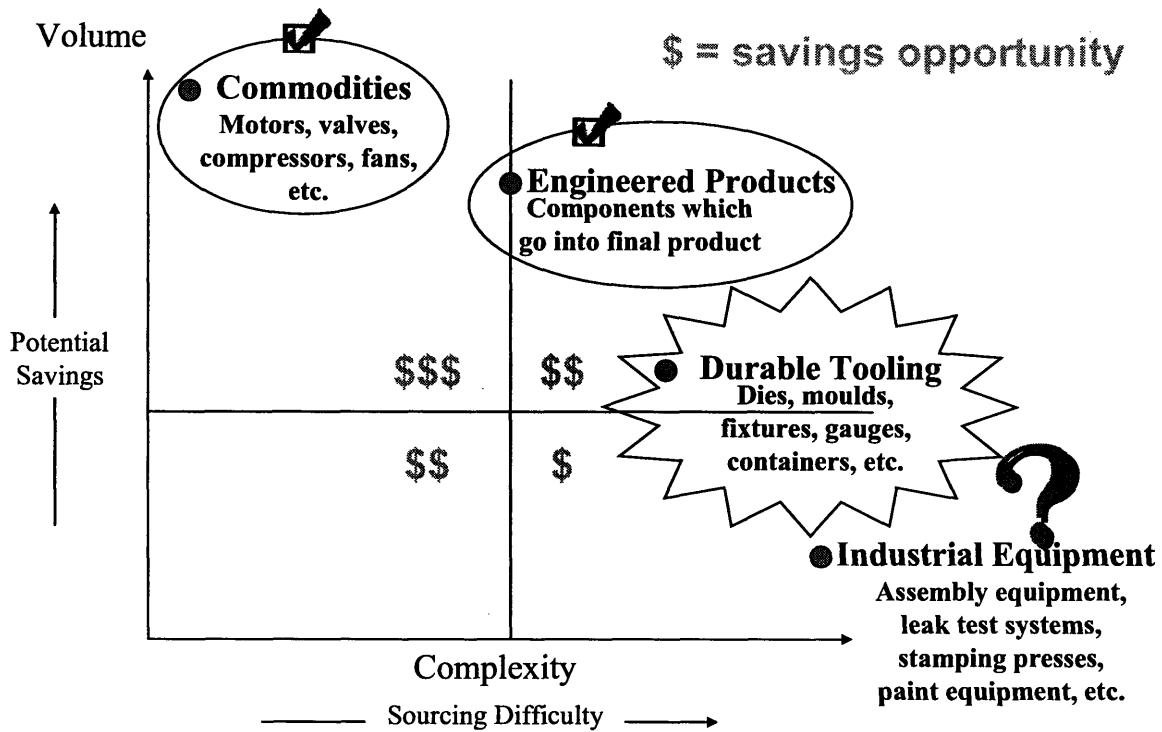 Volume
$ = savings opportunity
Commodities
Motors, valves,
compressors, fans,
etc.
Engineered Products
Components which
go into final product
Potential
Savings
$$$
$$
Durable Tooling
Dies, moulds,
fixtures, gauges,
containers, etc.
$$
$
?
Industrial Equipment
Assembly equipment,
leak test systems,
stamping presses,
paint equipment, etc.
Complexity
Sourcing Difficulty